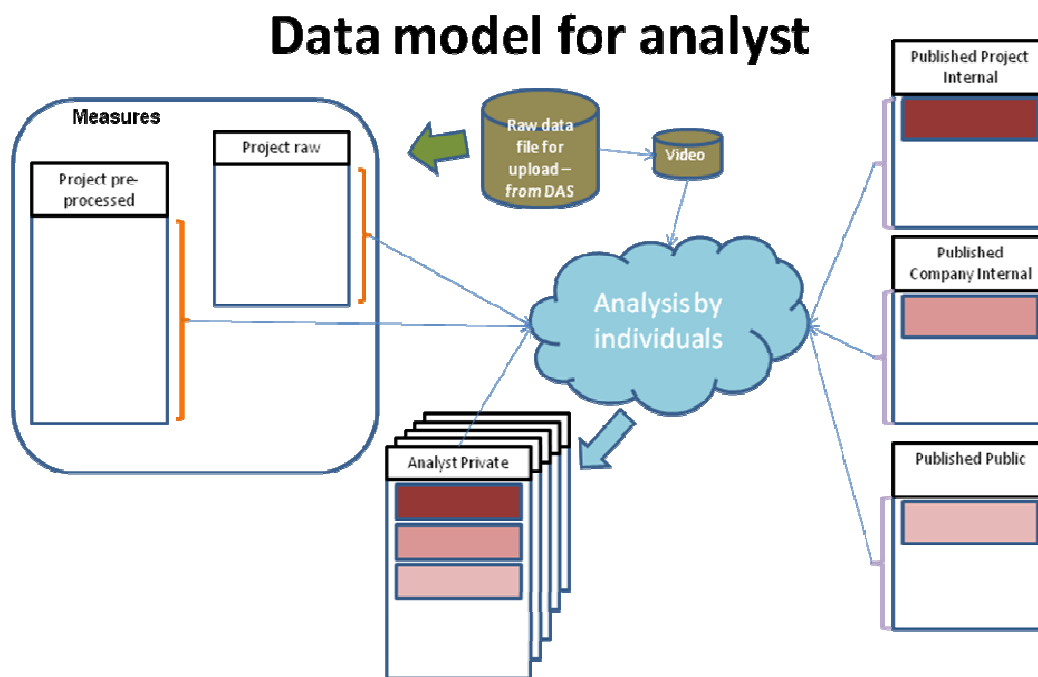 Data model for analyst
Measures
Project pre-
processed
Project raw
Raw data
file for
upload –
from DAS
Video
Analysis by
individuals
Analyst Private
Published Project
Internal
Published
Company Internal
Published Public